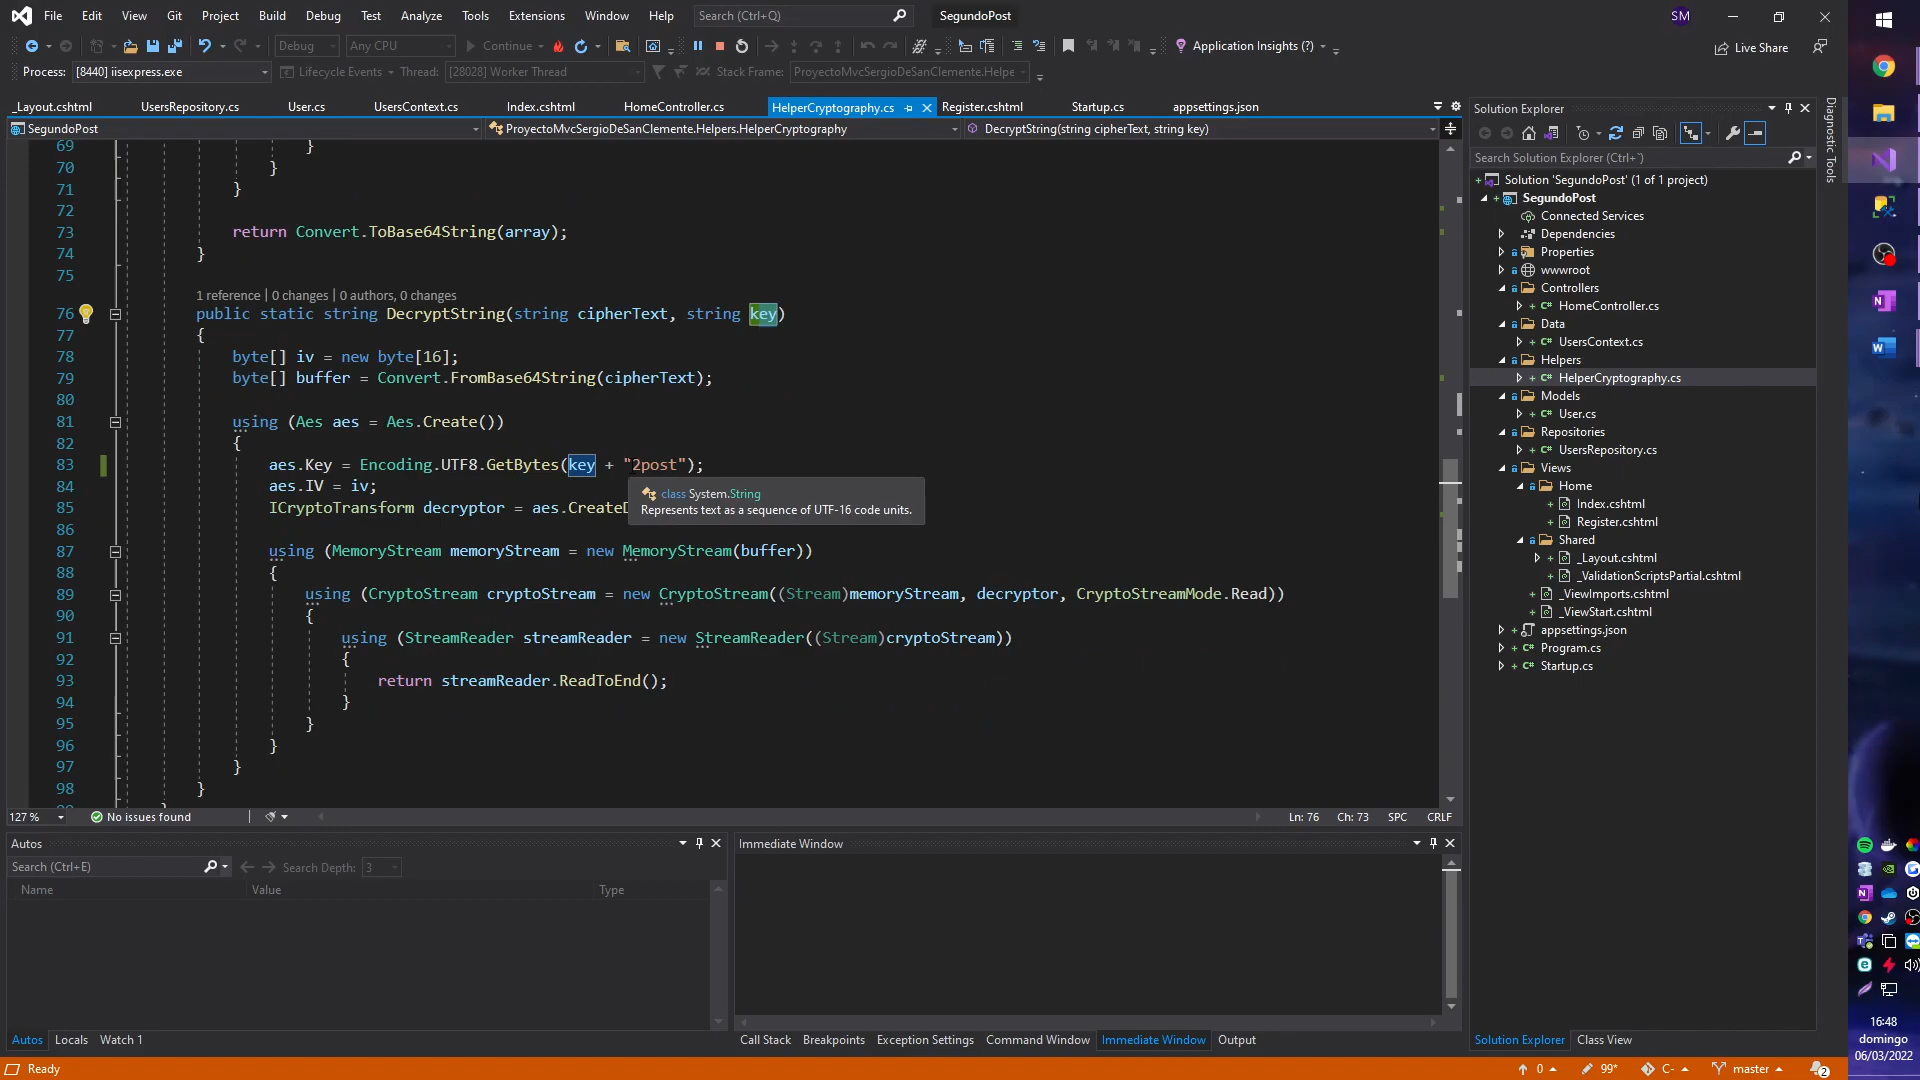 File Edit View Git Project Build Debug Test Analyze Tools Extensions Window Help Search (Ctrl+Q) SegundoPost SM
Debug Any CPU Continue Application Insights (?) Live Share
Process: [8440] iisexpress.exe Lifecycle Events Thread: [28028] Worker Thread Stack Frame: ProyectoMvcSergioDeSanClemente.Helpe
_Layout.cshtml UsersRepository.cs User.cs UsersContext.cs Index.cshtml HomeController.cs HelperCryptography.cs Register.cshtml Startup.cs appsettings.json
SegundoPost ProyectoMvcSergioDeSanClemente.Helpers.HelperCryptography DecryptString(string cipherText, string key)
69 }
70 }
71 }
72
73 return Convert.ToBase64String(array);
74 }
75
1 reference | 0 changes | 0 authors, 0 changes
76 public static string DecryptString(string cipherText, string key)
77 {
78 byte[] iv = new byte[16];
79 byte[] buffer = Convert.FromBase64String(cipherText);
80
81 using (Aes aes = Aes.Create())
82 {
83 aes.Key = Encoding.UTF8.GetBytes(key + "2post");
84 aes.IV = iv;
class System.String
Represents text as a sequence of UTF-16 code units.
85 ICryptoTransform decryptor = aes.CreateD
86
87 using (MemoryStream memoryStream = new MemoryStream(buffer))
88 {
89 using (CryptoStream cryptoStream = new CryptoStream((Stream)memoryStream, decryptor, CryptoStreamMode.Read))
90 {
91 using (StreamReader streamReader = new StreamReader((Stream)cryptoStream))
92 {
93 return streamReader.ReadToEnd();
94 }
95 }
96 }
97 }
98 }
127 % No issues found Ln: 76 Ch: 73 SPC CRLF
Autos
Search (Ctrl+E) Search Depth: 3
Name Value Type
Autos Locals Watch 1
Immediate Window
Call Stack Breakpoints Exception Settings Command Window Immediate Window Output
Solution Explorer
Search Solution Explorer (Ctrl+´)
Solution 'SegundoPost' (1 of 1 project)
SegundoPost
Connected Services
Dependencies
Properties
wwwroot
Controllers
HomeController.cs
Data
UsersContext.cs
Helpers
HelperCryptography.cs
Models
User.cs
Repositories
UsersRepository.cs
Views
Home
Index.cshtml
Register.cshtml
Shared
_Layout.cshtml
_ValidationScriptsPartial.cshtml
_ViewImports.cshtml
_ViewStart.cshtml
appsettings.json
Program.cs
Startup.cs
Solution Explorer Class View
Diagnostic Tools
Ready 0 99* C- master 2
16:48
domingo
06/03/2022